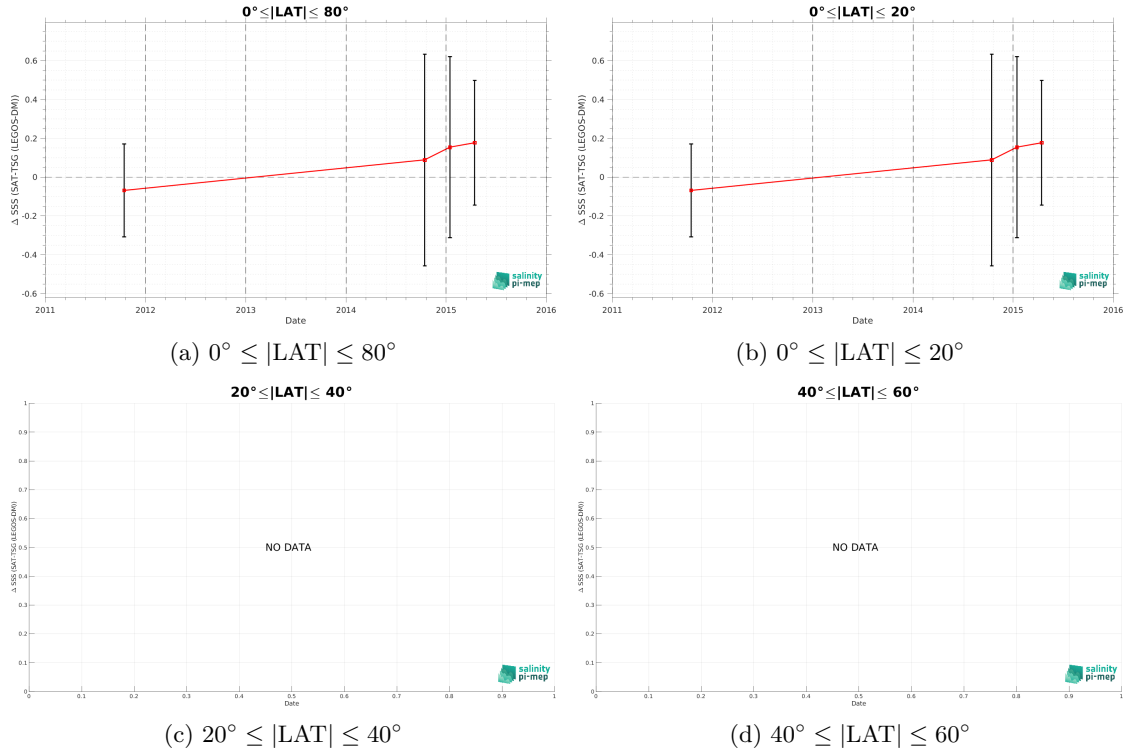 0°≤|LAT|≤ 80°
Δ SSS (SAT-TSG (LEGOS-DM))
0.6
0.4
0.2
0
-0.2
-0.4
-0.6
2011 2012 2013 2014 2015 2016
Date
salinity
pi-mep
(a) 0° ≤ |LAT| ≤ 80°
0°≤|LAT|≤ 20°
Δ SSS (SAT-TSG (LEGOS-DM))
0.6
0.4
0.2
0
-0.2
-0.4
-0.6
2011 2012 2013 2014 2015 2016
Date
salinity
pi-mep
(b) 0° ≤ |LAT| ≤ 20°
20°≤|LAT|≤ 40°
Δ SSS (SAT-TSG (LEGOS-DM))
1
0.9
0.8
0.7
0.6
0.5
0.4
0.3
0.2
0.1
0
NO DATA
0 0.1 0.2 0.3 0.4 0.5 0.6 0.7 0.8 0.9 1
Date
salinity
pi-mep
(c) 20° ≤ |LAT| ≤ 40°
40°≤|LAT|≤ 60°
Δ SSS (SAT-TSG (LEGOS-DM))
1
0.9
0.8
0.7
0.6
0.5
0.4
0.3
0.2
0.1
0
NO DATA
0 0.1 0.2 0.3 0.4 0.5 0.6 0.7 0.8 0.9 1
Date
salinity
pi-mep
(d) 40° ≤ |LAT| ≤ 60°